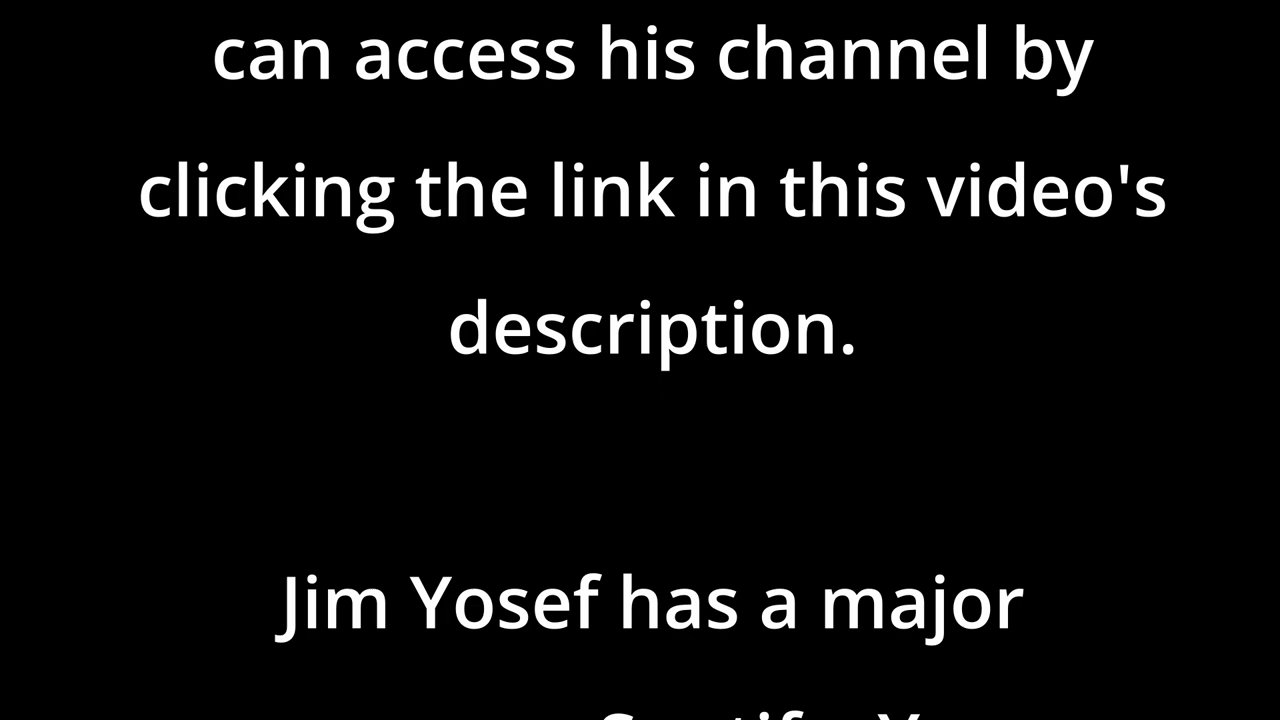 can access his channel by
clicking the link in this video's
description.
Jim Yosef has a major